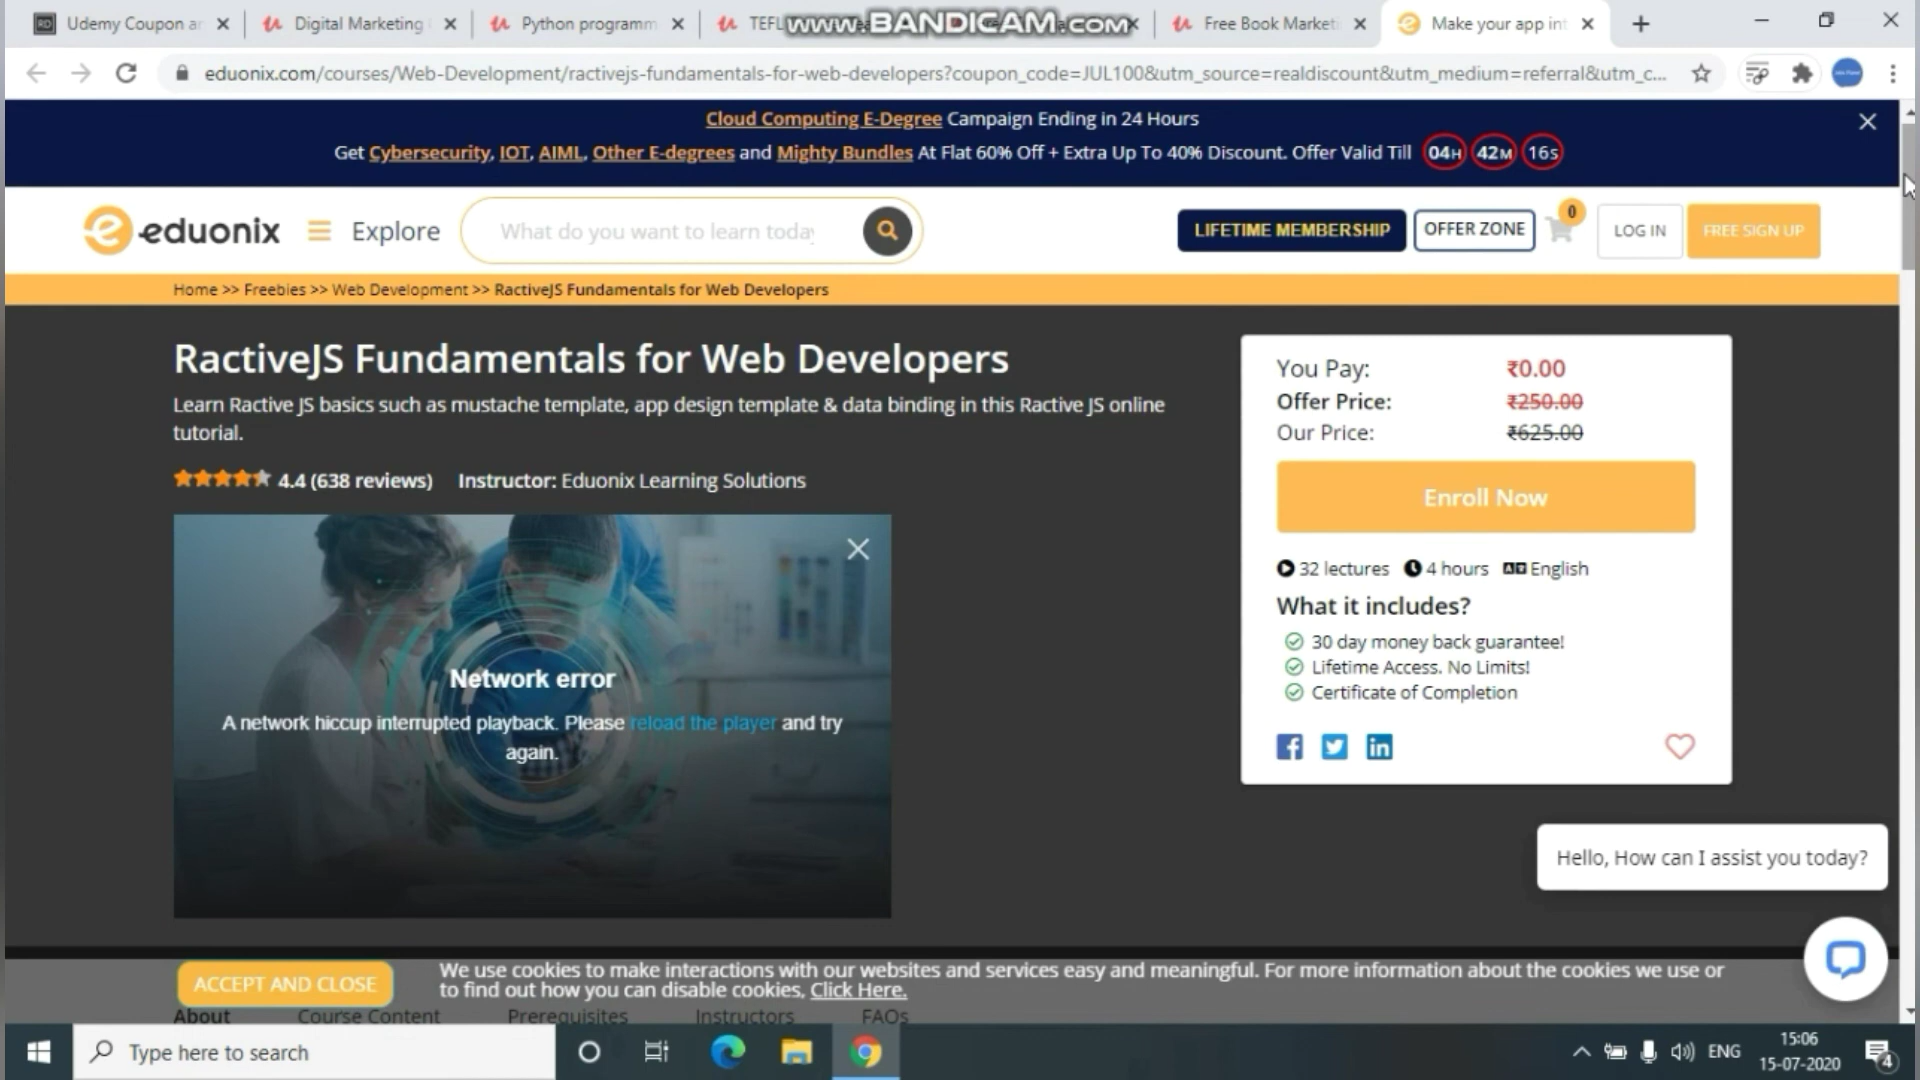 Udemy Coupon an
Digital Marketing
Python programm
TEFL
www.BANDICAM.com
Free Book Marketi
Make your app int
eduonix.com/courses/Web-Development/ractivejs-fundamentals-for-web-developers?coupon_code=JUL100&utm_source=realdiscount&utm_medium=referral&utm_c...
Cloud Computing E-Degree Campaign Ending in 24 Hours
Get Cybersecurity, IOT, AIML, Other E-degrees and Mighty Bundles At Flat 60% Off + Extra Up To 40% Discount. Offer Valid Till 04H 42M 16S
eduonix
Explore
What do you want to learn today
LIFETIME MEMBERSHIP
OFFER ZONE
0
LOG IN
FREE SIGN UP
Home >> Freebies >> Web Development >> RactiveJS Fundamentals for Web Developers
RactiveJS Fundamentals for Web Developers
Learn Ractive JS basics such as mustache template, app design template & data binding in this Ractive JS online
tutorial.
4.4 (638 reviews) Instructor: Eduonix Learning Solutions
You Pay: ₹0.00
Offer Price: ₹250.00
Our Price: ₹625.00
Enroll Now
32 lectures 4 hours English
What it includes?
30 day money back guarantee!
Lifetime Access. No Limits!
Certificate of Completion
Network error
A network hiccup interrupted playback. Please reload the player and try
again.
Hello, How can I assist you today?
ACCEPT AND CLOSE
We use cookies to make interactions with our websites and services easy and meaningful. For more information about the cookies we use or
to find out how you can disable cookies, Click Here.
About Course Content Prerequisites Instructors FAQs
Type here to search
ENG
15:06
15-07-2020
4